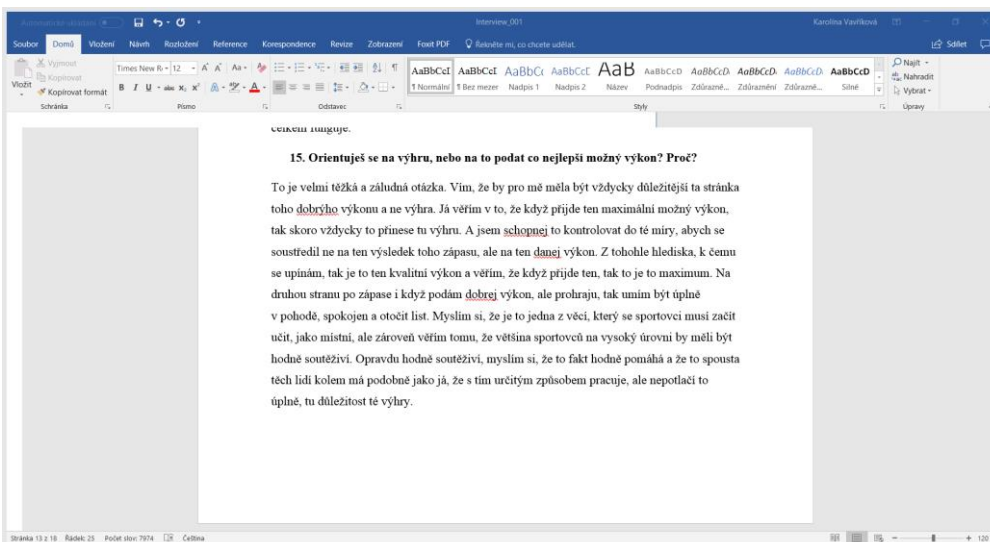 Automatické ukládání
Interview_001
Karolína Vavříková
Soubor Domů Vložení Návrh Rozložení Reference Korespondence Revize Zobrazení Foxit PDF Řekněte mi, co chcete udělat. Sdílet
Vložit
Vyjmout
Kopírovat
Kopírovat formát
Schránka
Times New R 12
Písmo
Odstavec
AaBbCcI AaBbCcI AaBbCc AaBbCcE AaB AaBbCcD AaBbCcD AaBbCcD AaBbCcD AaBbCcD
¶ Normální ¶ Bez mezer Nadpis 1 Nadpis 2 Název Podnadpis Zdůrazně... Zdůraznění Zdůrazně... Silné
Styly
Najít
Nahradit
Vybrat
Úpravy
celkem funguje.
15. Orientuješ se na výhru, nebo na to podat co nejlepší možný výkon? Proč?
To je velmi těžká a záludná otázka. Vím, že by pro mě měla být vždycky důležitější ta stránka
toho dobrýho výkonu a ne výhra. Já věřím v to, že když přijde ten maximální možný výkon,
tak skoro vždycky to přinese tu výhru. A jsem schopnej to kontrolovat do té míry, abych se
soustředil ne na ten výsledek toho zápasu, ale na ten danej výkon. Z tohohle hlediska, k čemu
se upínám, tak je to ten kvalitní výkon a věřím, že když přijde ten, tak to je to maximum. Na
druhou stranu po zápase i když podám dobrej výkon, ale prohraju, tak umím být úplně
v pohodě, spokojen a otočit list. Myslím si, že je to jedna z věcí, který se sportovci musí začít
učit, jako místní, ale zároveň věřím tomu, že většina sportovců na vysoký úrovni by měli být
hodně soutěživí. Opravdu hodně soutěživí, myslím si, že to fakt hodně pomáhá a že to spousta
těch lidí kolem má podobně jako já, že s tím určitým způsobem pracuje, ale nepotlačí to
úplně, tu důležitost té výhry.
Stránka 13 z 18 Řádek: 25 Počet slov: 7974 Čeština
120